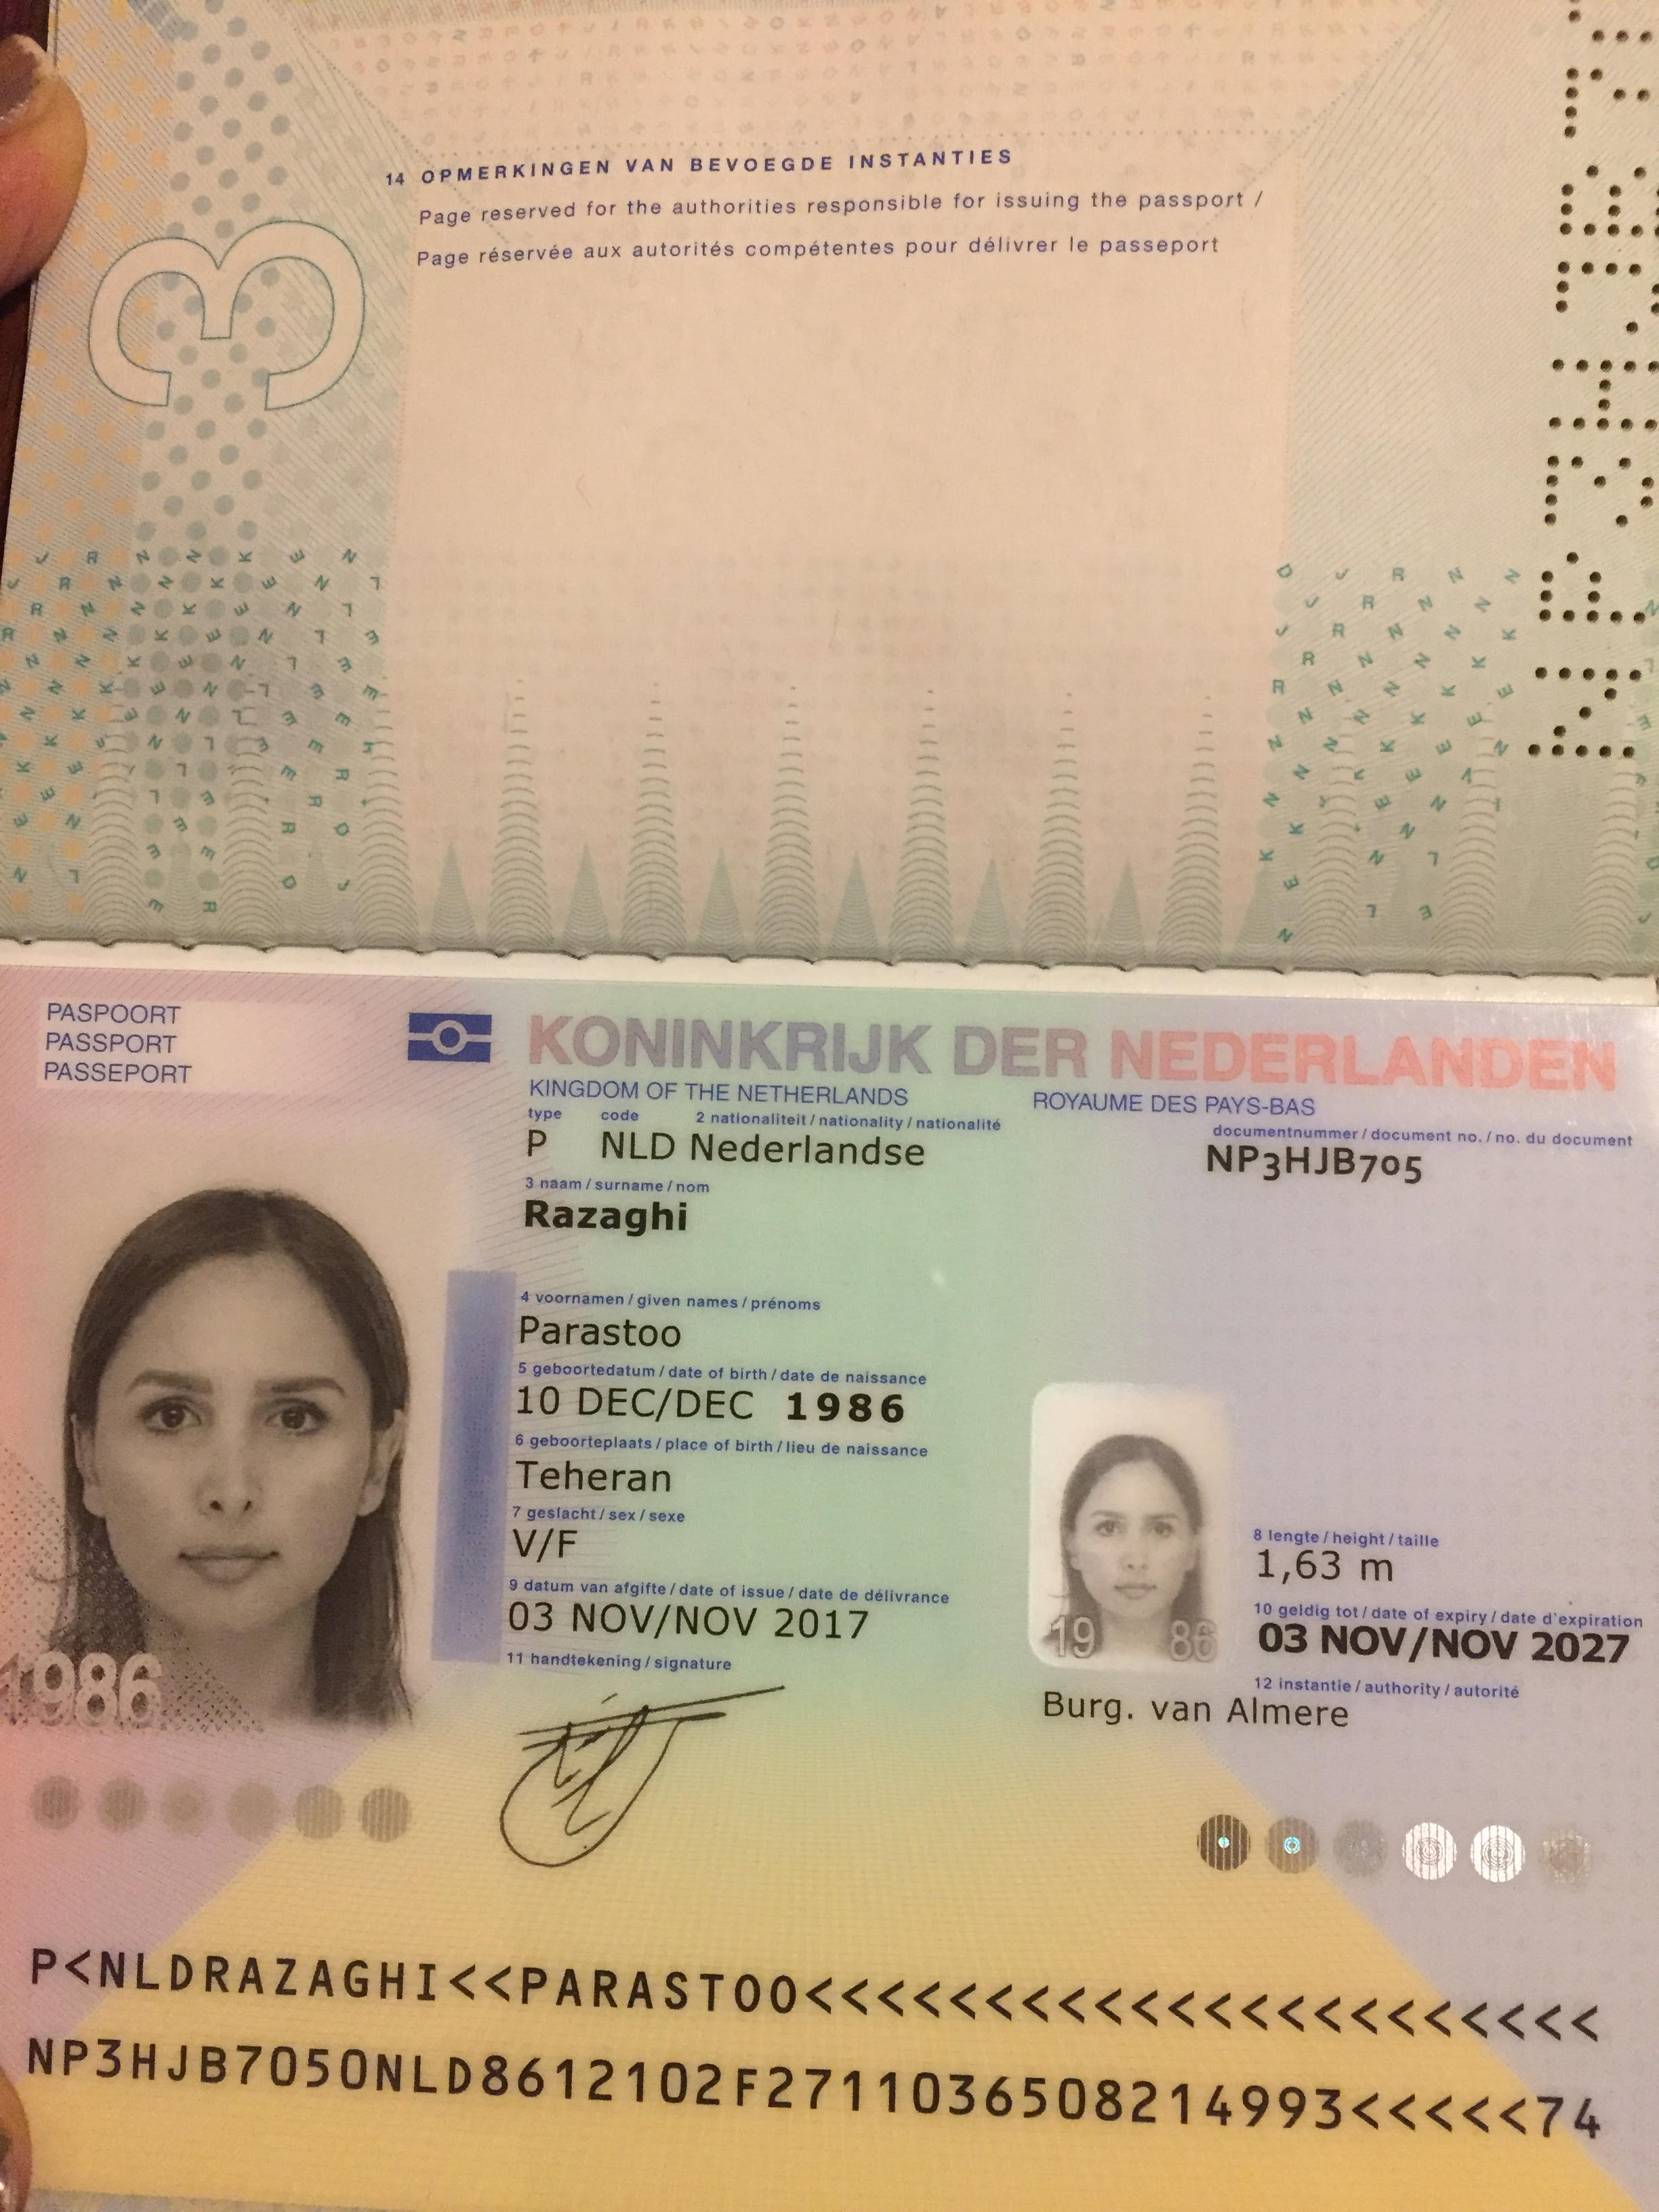 14 OPMERKINGEN VAN BEVOEGDE INSTANTIES
Page reserved for the authorities responsible for issuing the passport /
Page réservée aux autorités compétentes pour délivrer le passeport
3
PASPOORT
PASSPORT
PASSEPORT
KONINKRIJK DER NEDERLANDEN
KINGDOM OF THE NETHERLANDS ROYAUME DES PAYS-BAS
type code 2 nationaliteit / nationality / nationalité documentnummer / document no. / no. du document
P NLD Nederlandse NP3HJB705
3 naam / surname / nom
Razaghi
4 voornamen / given names / prénoms
Parastoo
5 geboortedatum / date of birth / date de naissance
10 DEC/DEC 1986
6 geboorteplaats / place of birth / lieu de naissance
Teheran
7 geslacht / sex / sexe
V/F
8 lengte / height / taille
1,63 m
9 datum van afgifte / date of issue / date de délivrance
03 NOV/NOV 2017
10 geldig tot / date of expiry / date d'expiration
03 NOV/NOV 2027
11 handtekening / signature
12 instantie / authority / autorité
Burg. van Almere
1986
19 86
P<NLDRAZAGHI<<PARASTOO<<<<<<<<<<<<<<<<<<<<<<
NP3HJB7050NLD8612102F2711036508214993<<<<<74